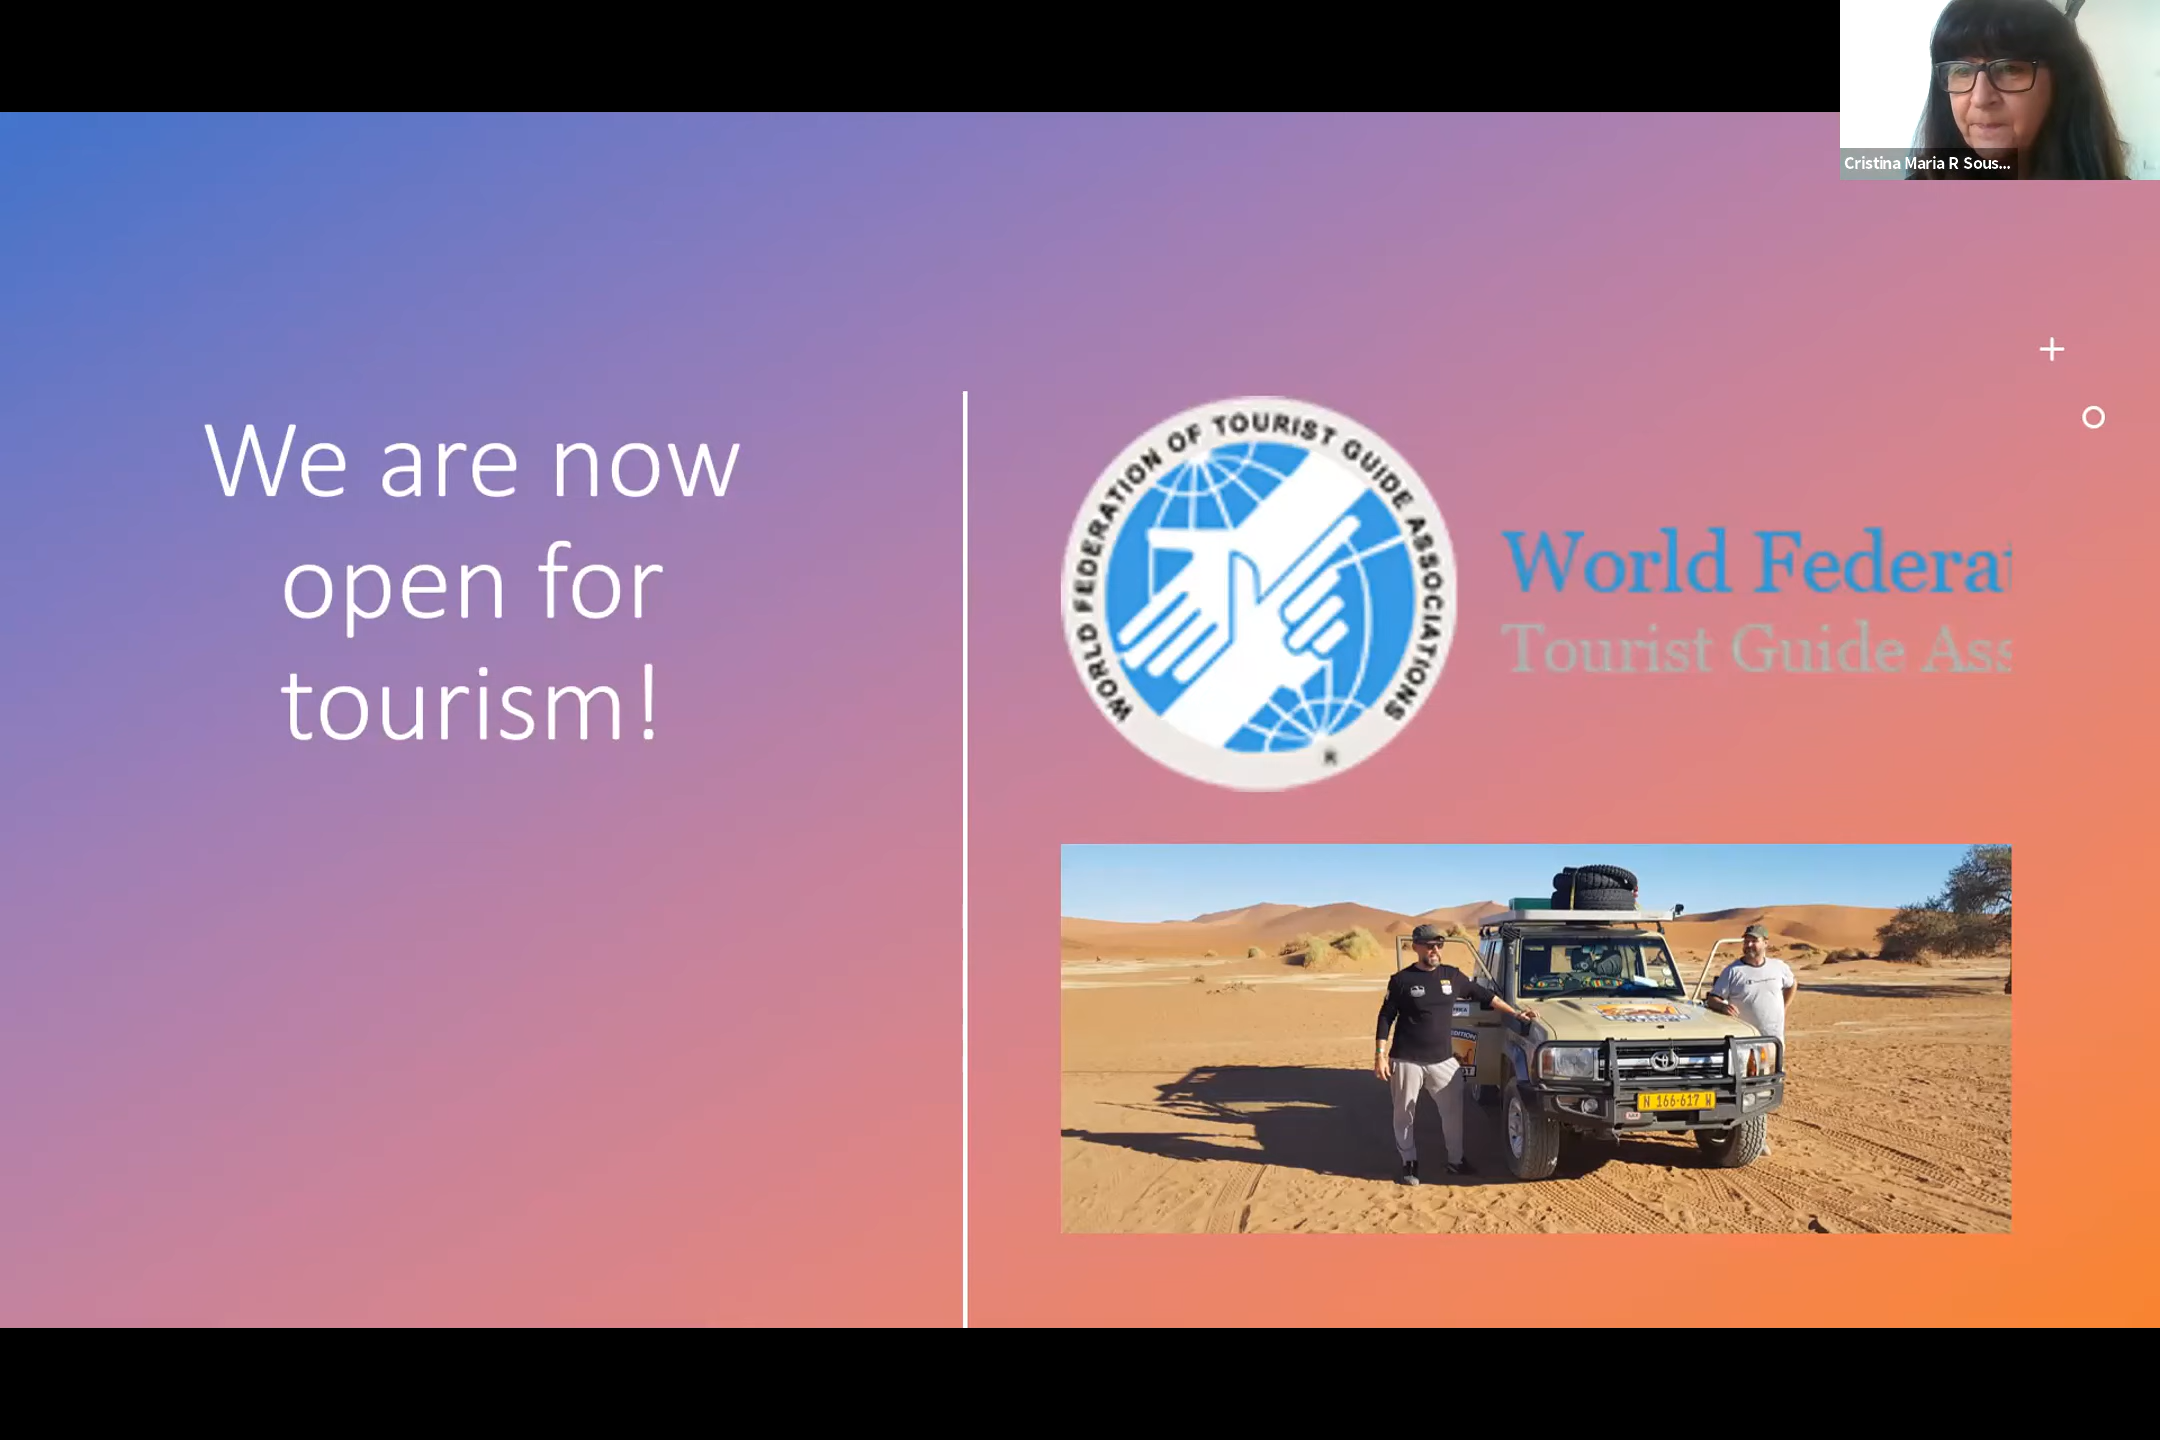 Cristina Maria R Sous...
We are now
open for
tourism!
WORLD FEDERATION OF TOURIST GUIDE ASSOCIATIONS
R
World Federat
Tourist Guide Ass
N 166-617 W